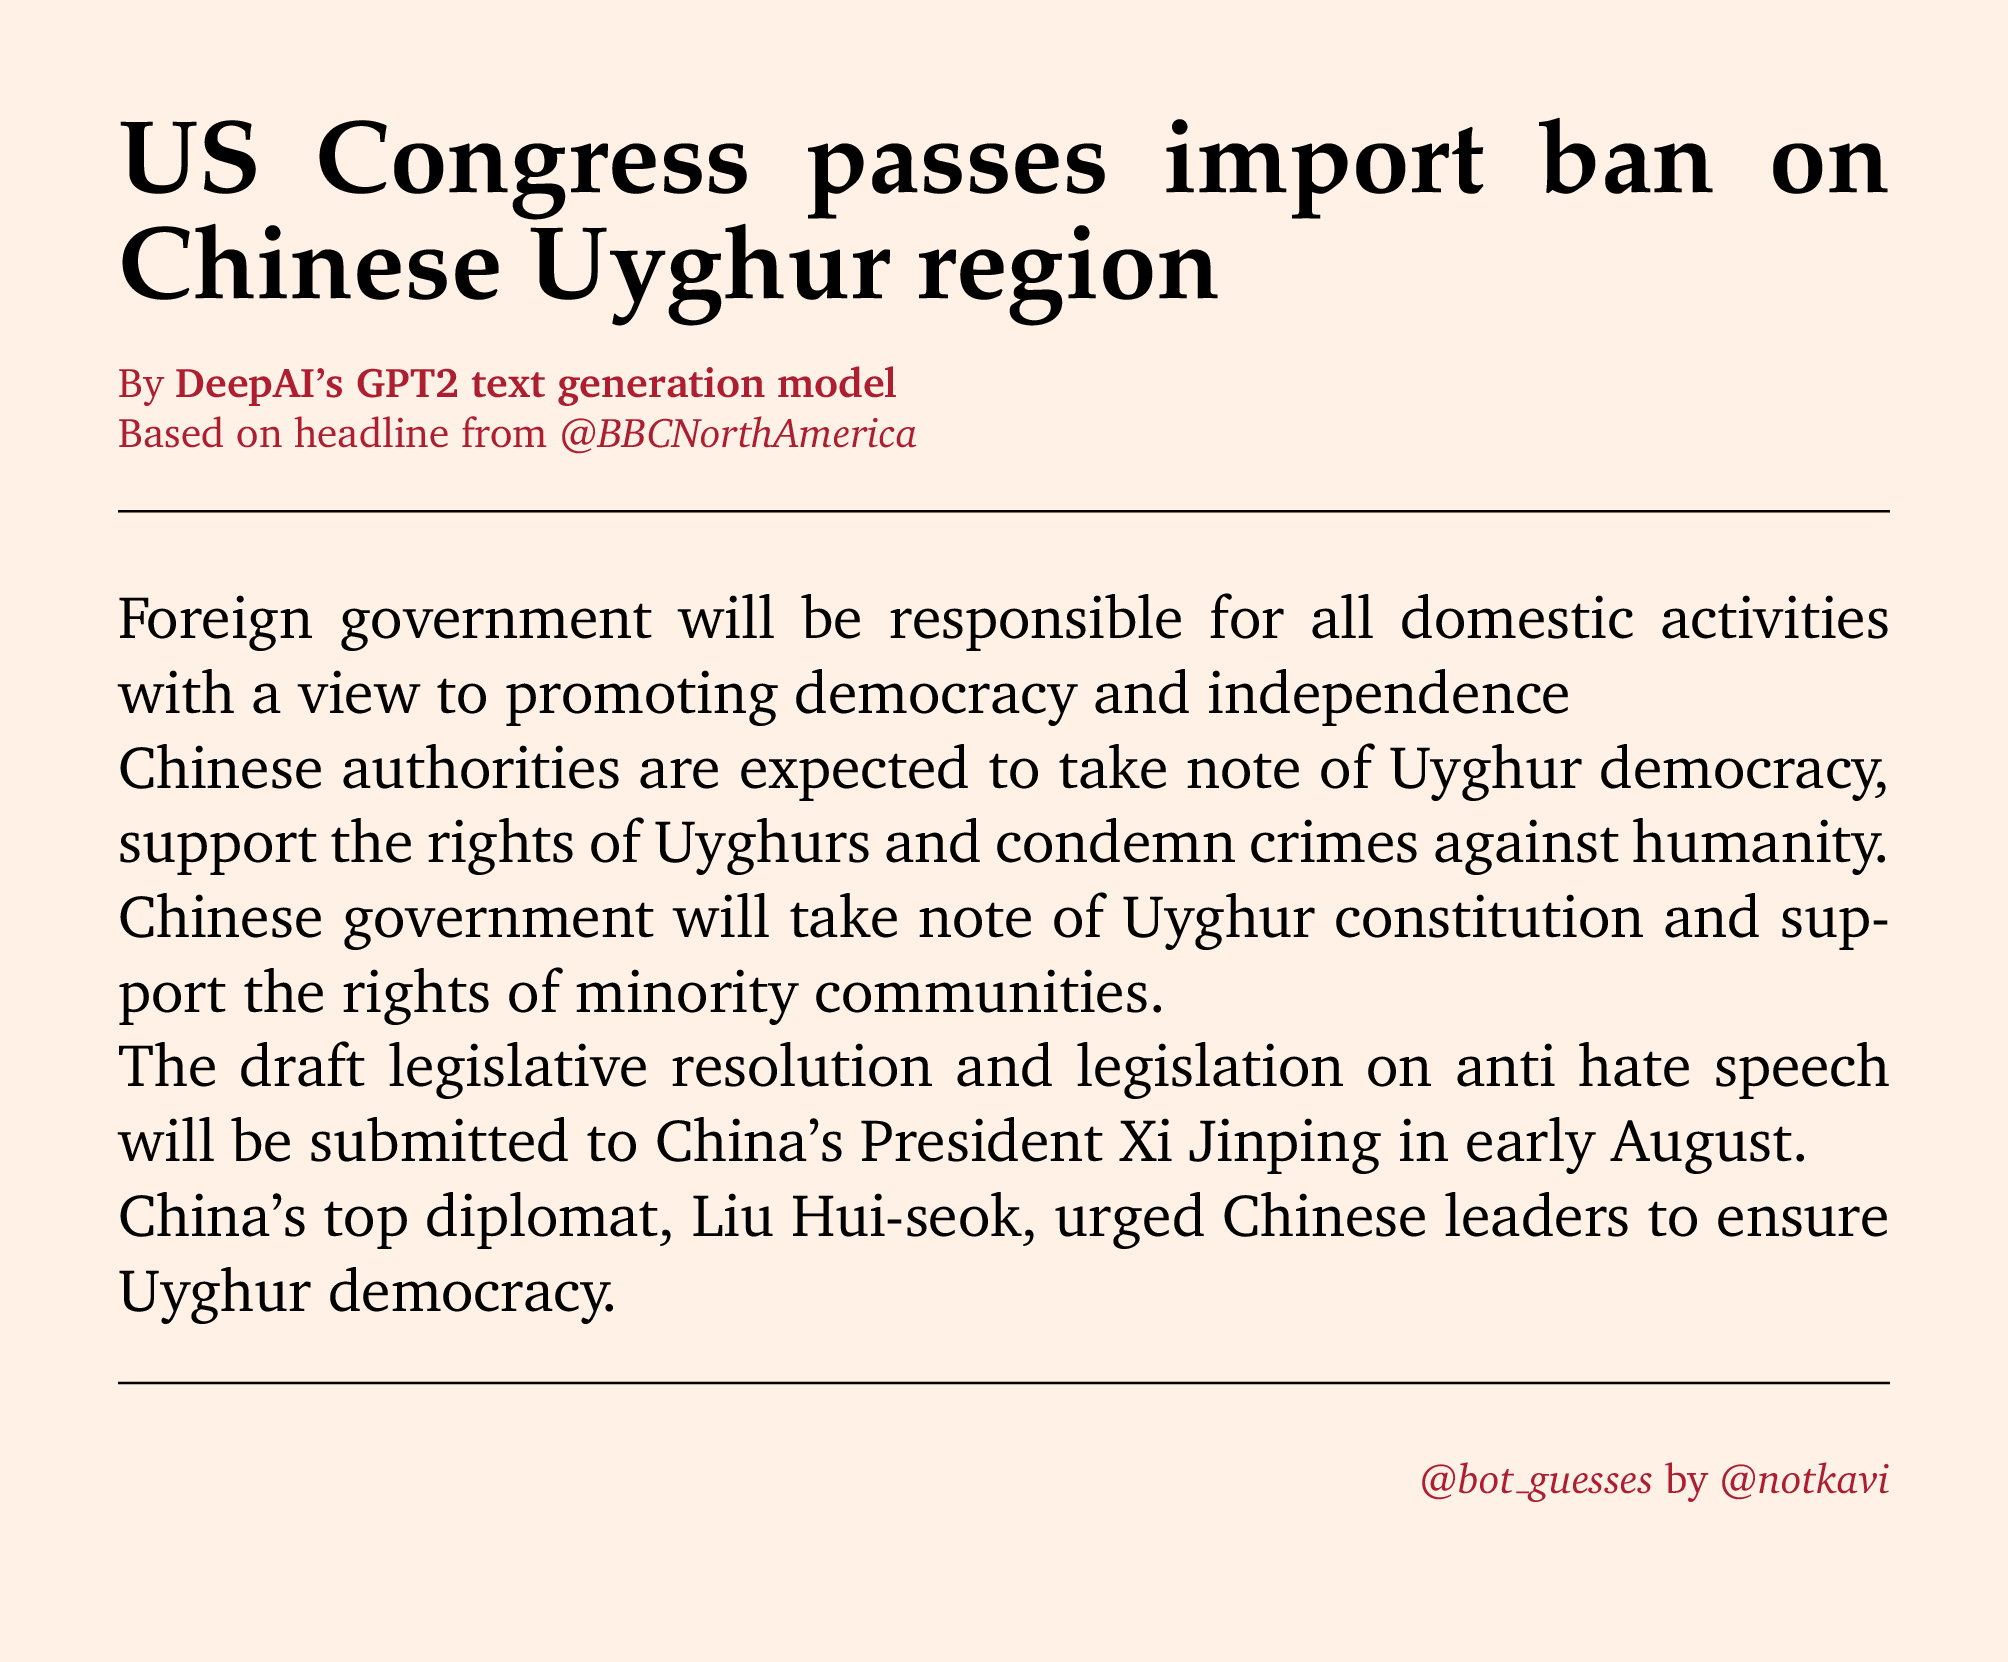 US Congress passes import ban on
Chinese Uyghur region
By DeepAI’s GPT2 text generation model
Based on headline from @BBCNorthAmerica
Foreign government will be responsible for all domestic activities
with a view to promoting democracy and independence
Chinese authorities are expected to take note of Uyghur democracy,
support the rights of Uyghurs and condemn crimes against humanity.
Chinese government will take note of Uyghur constitution and sup-
port the rights of minority communities.
The draft legislative resolution and legislation on anti hate speech
will be submitted to China’s President Xi Jinping in early August.
China’s top diplomat, Liu Hui-seok, urged Chinese leaders to ensure
Uyghur democracy.
@bot_guesses by @notkavi